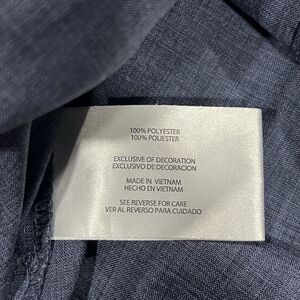 100% POLYESTER
100% POLIESTER
EXCLUSIVE OF DECORATION
EXCLUSIVO DE DECORACION
MADE IN VIETNAM
HECHO EN VIETNAM
SEE REVERSE FOR CARE
VER AL REVERSO PARA CUIDADO